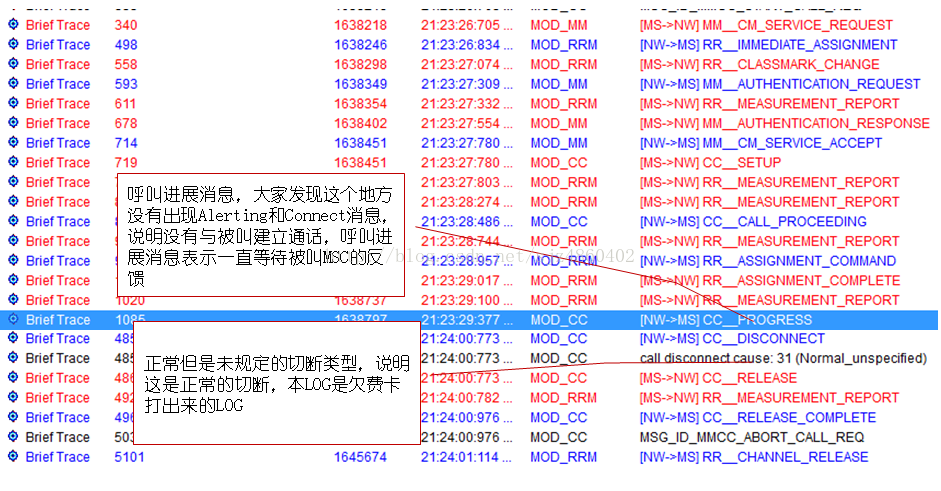 Brief Trace 340 1638218 21:23:26:705 ... MOD_MM [MS->NW] MM__CM_SERVICE_REQUEST
Brief Trace 498 1638246 21:23:26:834 ... MOD_RRM [NW->MS] RR__IMMEDIATE_ASSIGNMENT
Brief Trace 558 1638298 21:23:27:074 ... MOD_RRM [MS->NW] RR__CLASSMARK_CHANGE
Brief Trace 593 1638349 21:23:27:309 ... MOD_MM [NW->MS] MM__AUTHENTICATION_REQUEST
Brief Trace 611 1638354 21:23:27:332 ... MOD_RRM [MS->NW] RR__MEASUREMENT_REPORT
Brief Trace 678 1638402 21:23:27:554 ... MOD_MM [MS->NW] MM__AUTHENTICATION_RESPONSE
Brief Trace 714 1638451 21:23:27:780 ... MOD_MM [NW->MS] MM__CM_SERVICE_ACCEPT
Brief Trace 719 1638451 21:23:27:780 ... MOD_CC [MS->NW] CC__SETUP
Brief Trace 21:23:27:803 ... MOD_RRM [MS->NW] RR__MEASUREMENT_REPORT
Brief Trace 21:23:28:274 ... MOD_RRM [MS->NW] RR__MEASUREMENT_REPORT
Brief Trace 21:23:28:486 ... MOD_CC [NW->MS] CC__CALL_PROCEEDING
Brief Trace 21:23:28:744 ... MOD_RRM [MS->NW] RR__MEASUREMENT_REPORT
Brief Trace 21:23:28:957 ... MOD_RRM [NW->MS] RR__ASSIGNMENT_COMMAND
Brief Trace 21:23:29:017 ... MOD_RRM [MS->NW] RR__ASSIGNMENT_COMPLETE
Brief Trace 1020 1638737 21:23:29:100 ... MOD_RRM [MS->NW] RR__MEASUREMENT_REPORT
Brief Trace 1085 1638797 21:23:29:377 ... MOD_CC [NW->MS] CC__PROGRESS
Brief Trace 485 21:24:00:773 ... MOD_CC [NW->MS] CC__DISCONNECT
Brief Trace 485 21:24:00:773 ... MOD_CC call disconnect cause: 31 (Normal_unspecified)
Brief Trace 486 21:24:00:773 ... MOD_CC [MS->NW] CC__RELEASE
Brief Trace 492 21:24:00:782 ... MOD_RRM [MS->NW] RR__MEASUREMENT_REPORT
Brief Trace 496 21:24:00:976 ... MOD_CC [NW->MS] CC__RELEASE_COMPLETE
Brief Trace 503 21:24:00:976 ... MOD_CC MSG_ID_MMCC_ABORT_CALL_REQ
Brief Trace 5101 1645674 21:24:01:114 ... MOD_RRM [NW->MS] RR__CHANNEL_RELEASE
呼叫进展消息，大家发现这个地方
没有出现Alerting和Connect消息，
说明没有与被叫建立通话，呼叫进
展消息表示一直等待被叫MSC的反
馈
正常但是未规定的切断类型，说明
这是正常的切断，本LOG是欠费卡
打出来的LOG